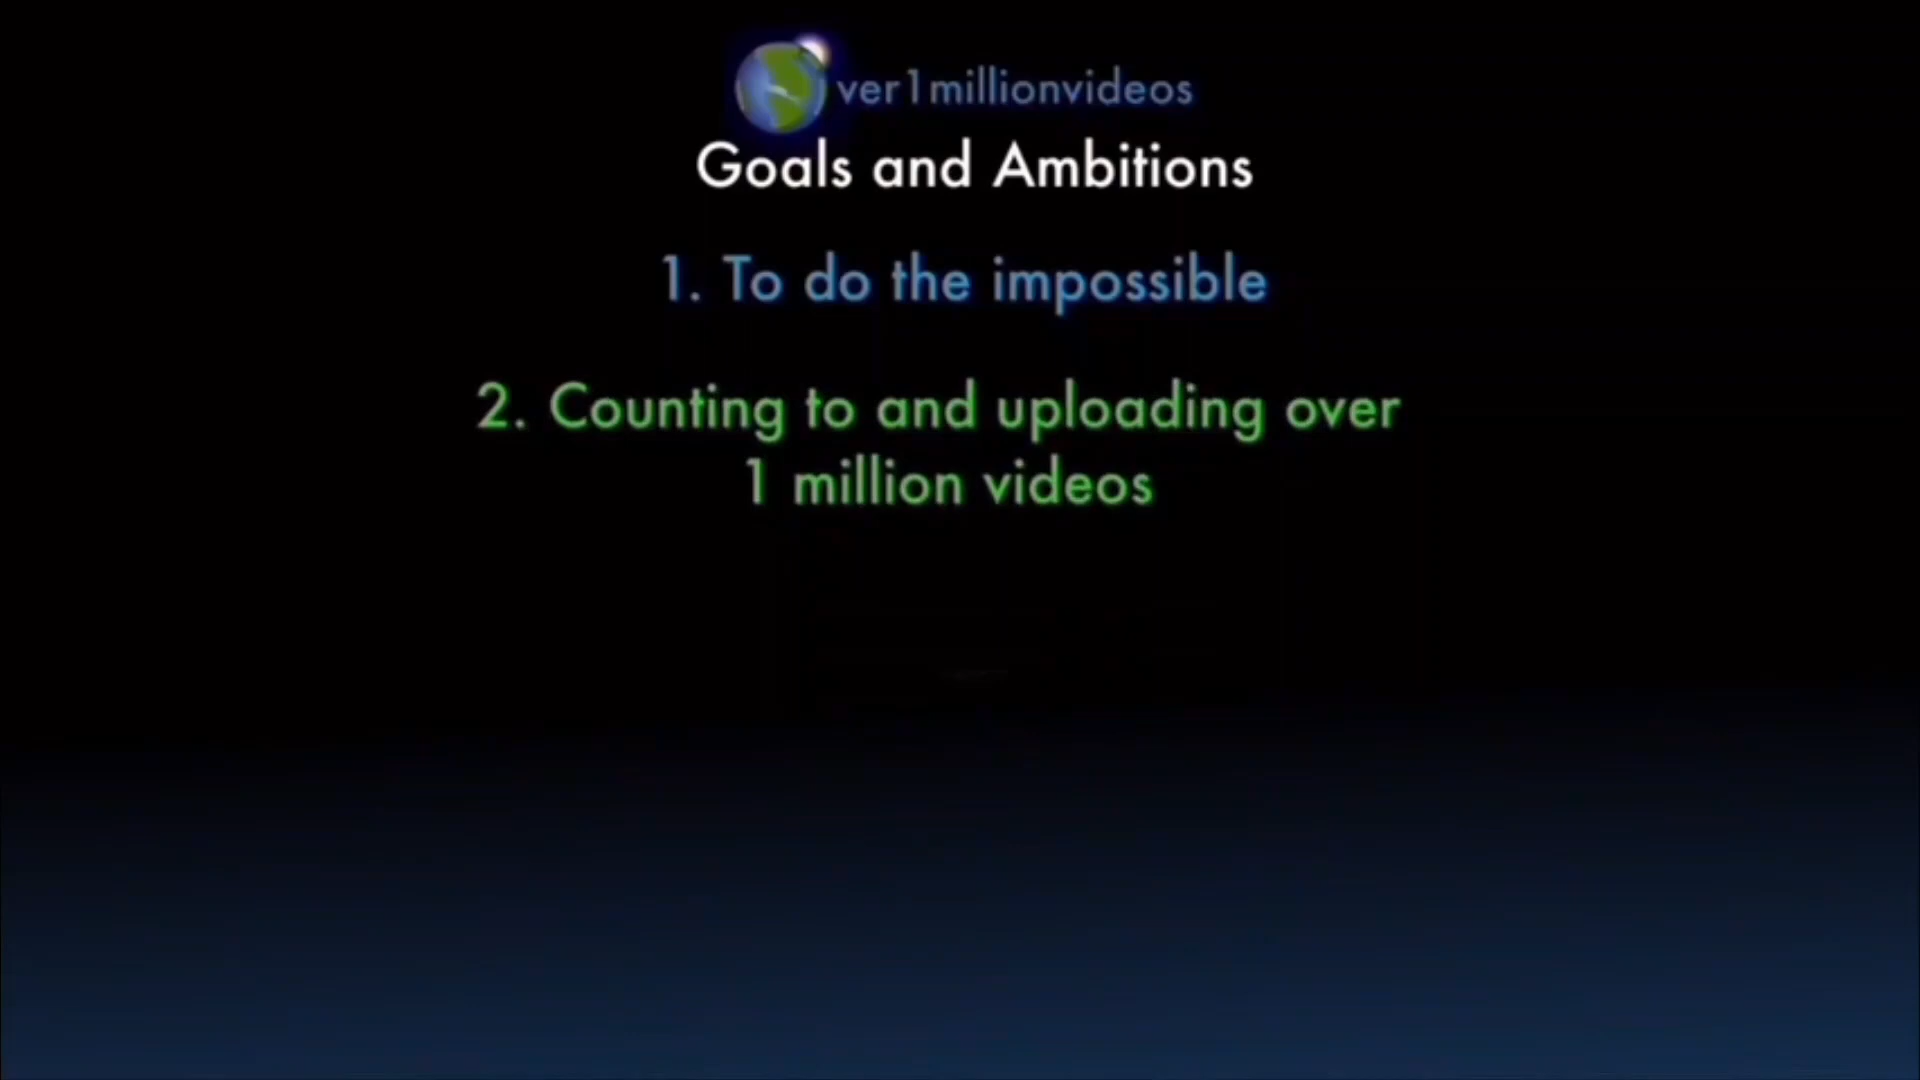 ver1millionvideos
Goals and Ambitions
1. To do the impossible
2. Counting to and uploading over
1 million videos